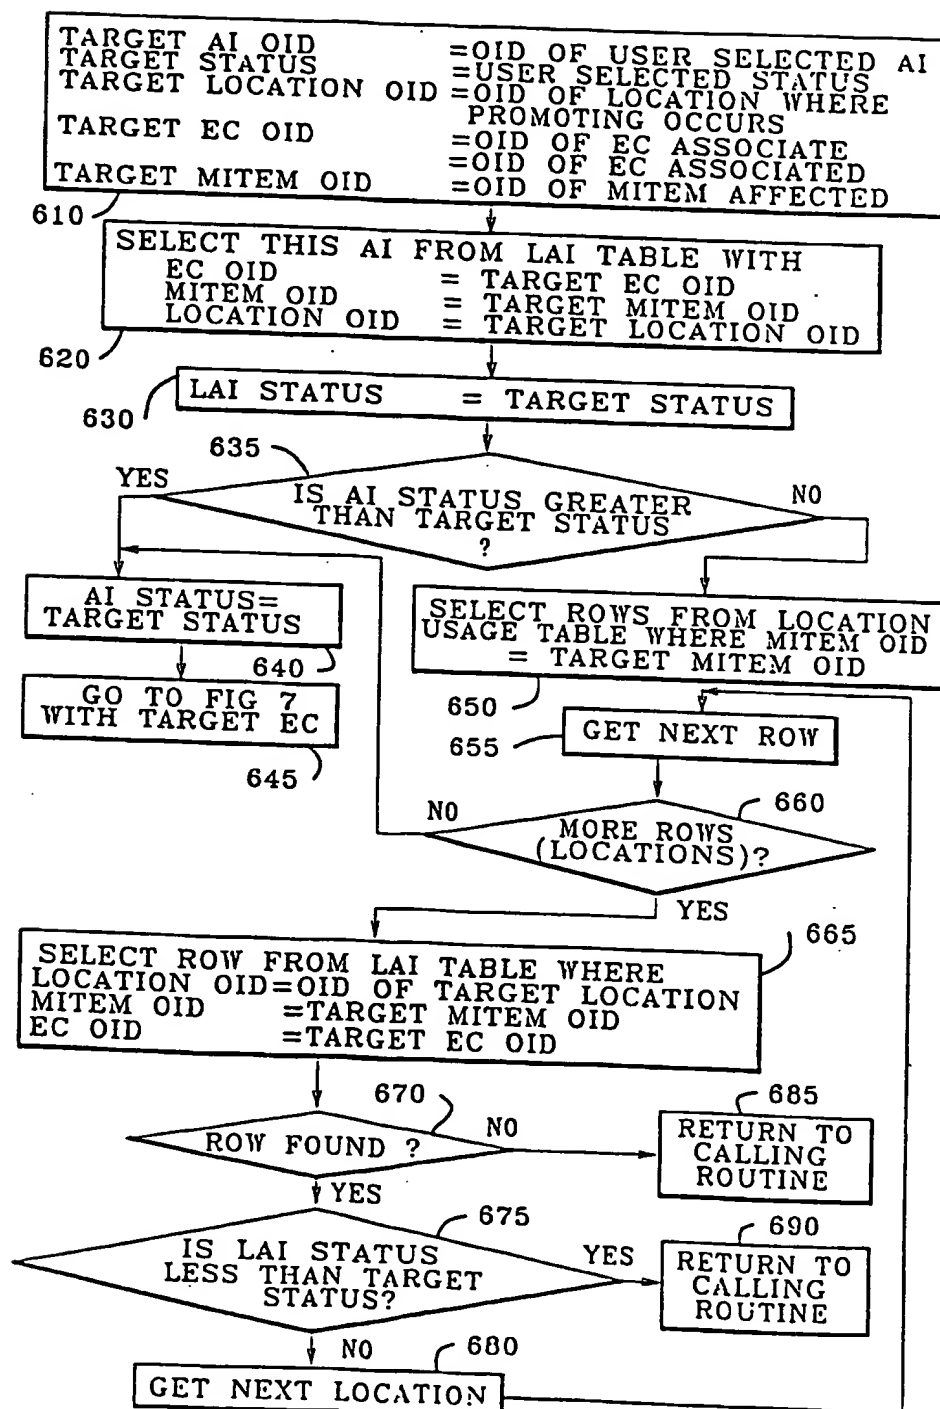 TARGET AI OID =OID OF USER SELECTED AI
TARGET STATUS =USER SELECTED STATUS
TARGET LOCATION OID =OID OF LOCATION WHERE
PROMOTING OCCURS
TARGET EC OID =OID OF EC ASSOCIATE
=OID OF EC ASSOCIATED
TARGET MITEM OID =OID OF MITEM AFFECTED
610
SELECT THIS AI FROM LAI TABLE WITH
EC OID = TARGET EC OID
MITEM OID = TARGET MITEM OID
LOCATION OID = TARGET LOCATION OID
620
LAI STATUS = TARGET STATUS
630
635
YES
IS AI STATUS GREATER
THAN TARGET STATUS
?
NO
AI STATUS=
TARGET STATUS
640
GO TO FIG 7
WITH TARGET EC
645
SELECT ROWS FROM LOCATION
USAGE TABLE WHERE MITEM OID
= TARGET MITEM OID
650
GET NEXT ROW
655
660
NO
MORE ROWS
(LOCATIONS)?
YES
665
SELECT ROW FROM LAI TABLE WHERE
LOCATION OID=OID OF TARGET LOCATION
MITEM OID =TARGET MITEM OID
EC OID =TARGET EC OID
670
ROW FOUND ?
NO
685
RETURN TO
CALLING
ROUTINE
YES
675
IS LAI STATUS
LESS THAN TARGET
STATUS?
YES
690
RETURN TO
CALLING
ROUTINE
NO
680
GET NEXT LOCATION